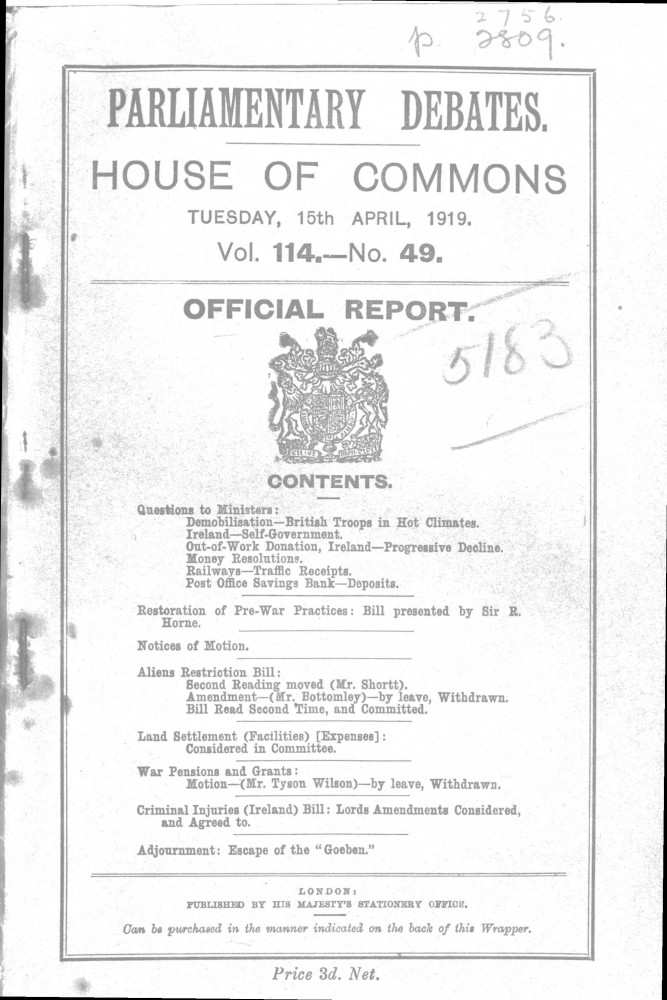 2756.
p. 2809.
PARLIAMENTARY DEBATES.
HOUSE OF COMMONS
TUESDAY, 15th APRIL, 1919.
Vol. 114.—No. 49.
OFFICIAL REPORT.
5183
CONTENTS.
Questions to Ministers:
Demobilisation—British Troops in Hot Climates.
Ireland—Self-Government.
Out-of-Work Donation, Ireland—Progressive Decline.
Money Resolutions.
Railways—Traffic Receipts.
Post Office Savings Bank—Deposits.
Restoration of Pre-War Practices: Bill presented by Sir R.
Horne.
Notices of Motion.
Aliens Restriction Bill:
Second Reading moved (Mr. Shortt).
Amendment—(Mr. Bottomley)—by leave, Withdrawn.
Bill Read Second Time, and Committed.
Land Settlement (Facilities) [Expenses]:
Considered in Committee.
War Pensions and Grants:
Motion—(Mr. Tyson Wilson)—by leave, Withdrawn.
Criminal Injuries (Ireland) Bill: Lords Amendments Considered,
and Agreed to.
Adjournment: Escape of the "Goeben."
LONDON:
PUBLISHED BY HIS MAJESTY'S STATIONERY OFFICE.
Can be purchased in the manner indicated on the back of this Wrapper.
Price 3d. Net.